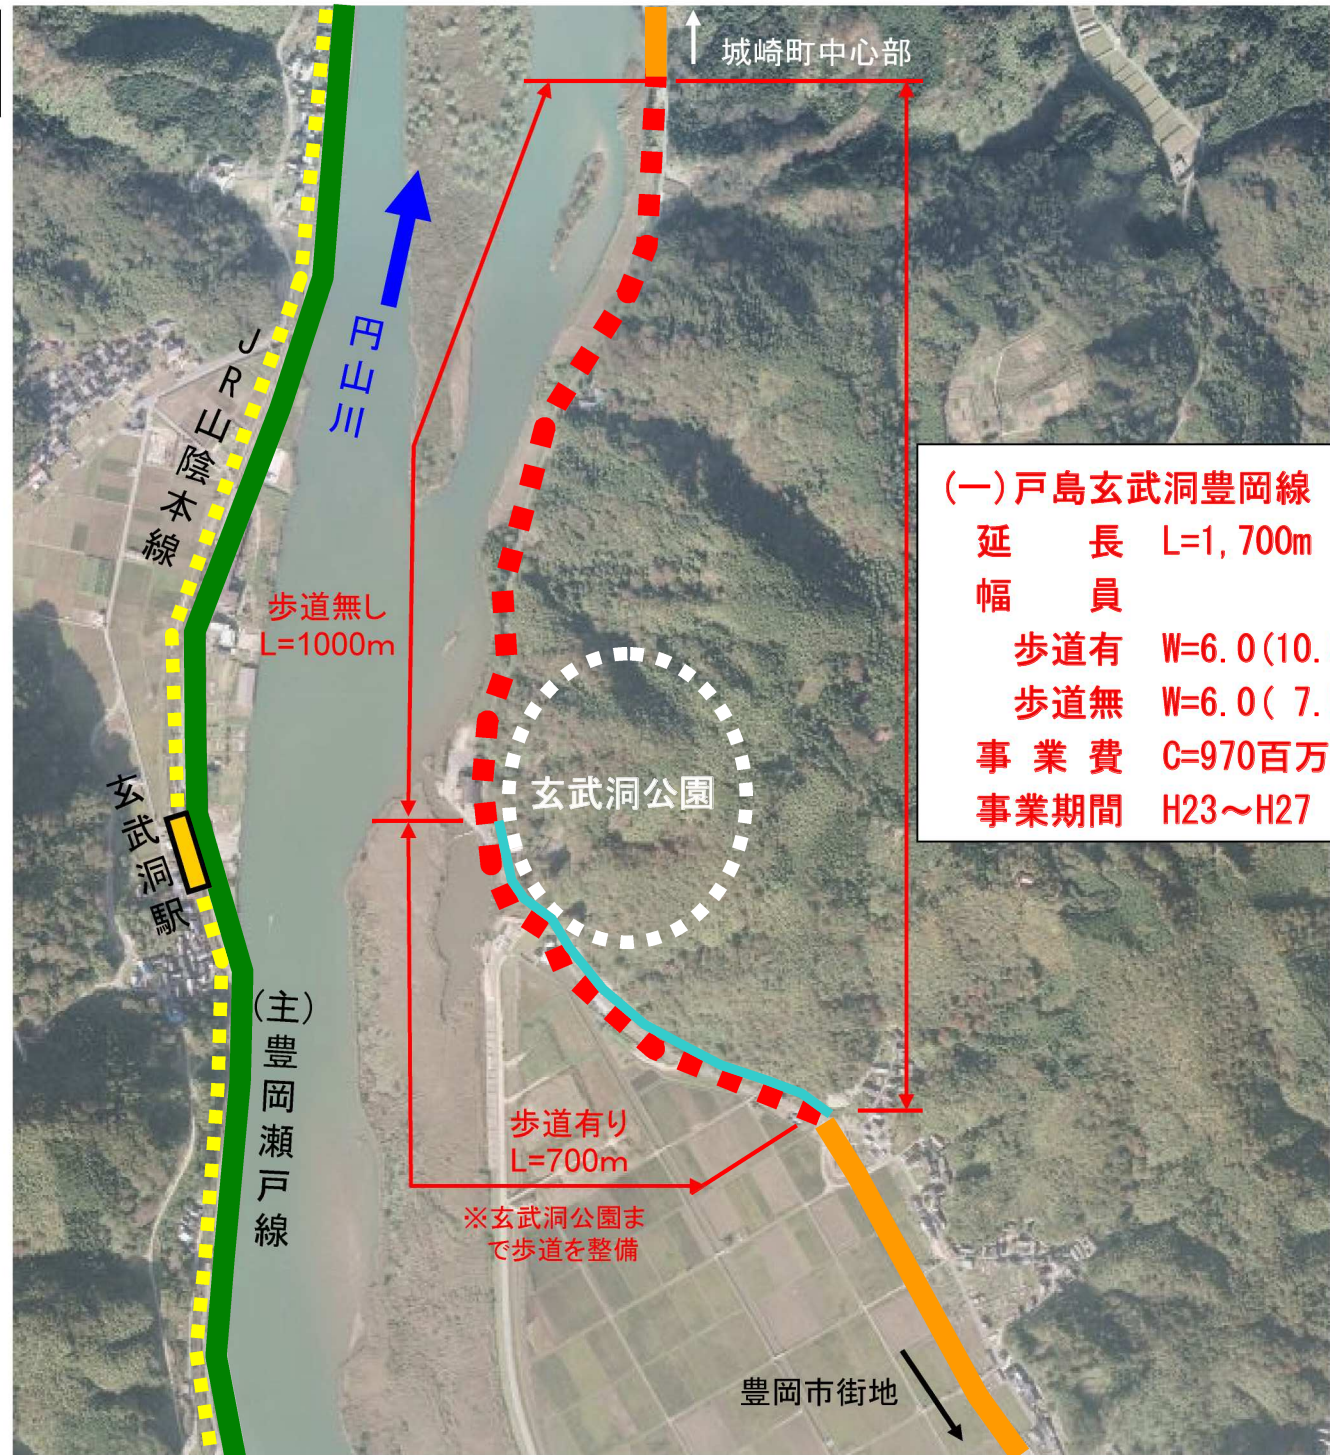 城崎町中心部
円山川
JR山陰本線
(一)戸島玄武洞豊岡線
延 長 L=1,700m
幅 員
歩道有 W=6.0(10.
歩道無 W=6.0( 7.
事 業 費 C=970百万
事業期間 H23～H27
歩道無し
L=1000m
玄武洞公園
玄武洞駅
(主)豊岡瀬戸線
歩道有り
L=700m
※玄武洞公園ま
で歩道を整備
豊岡市街地